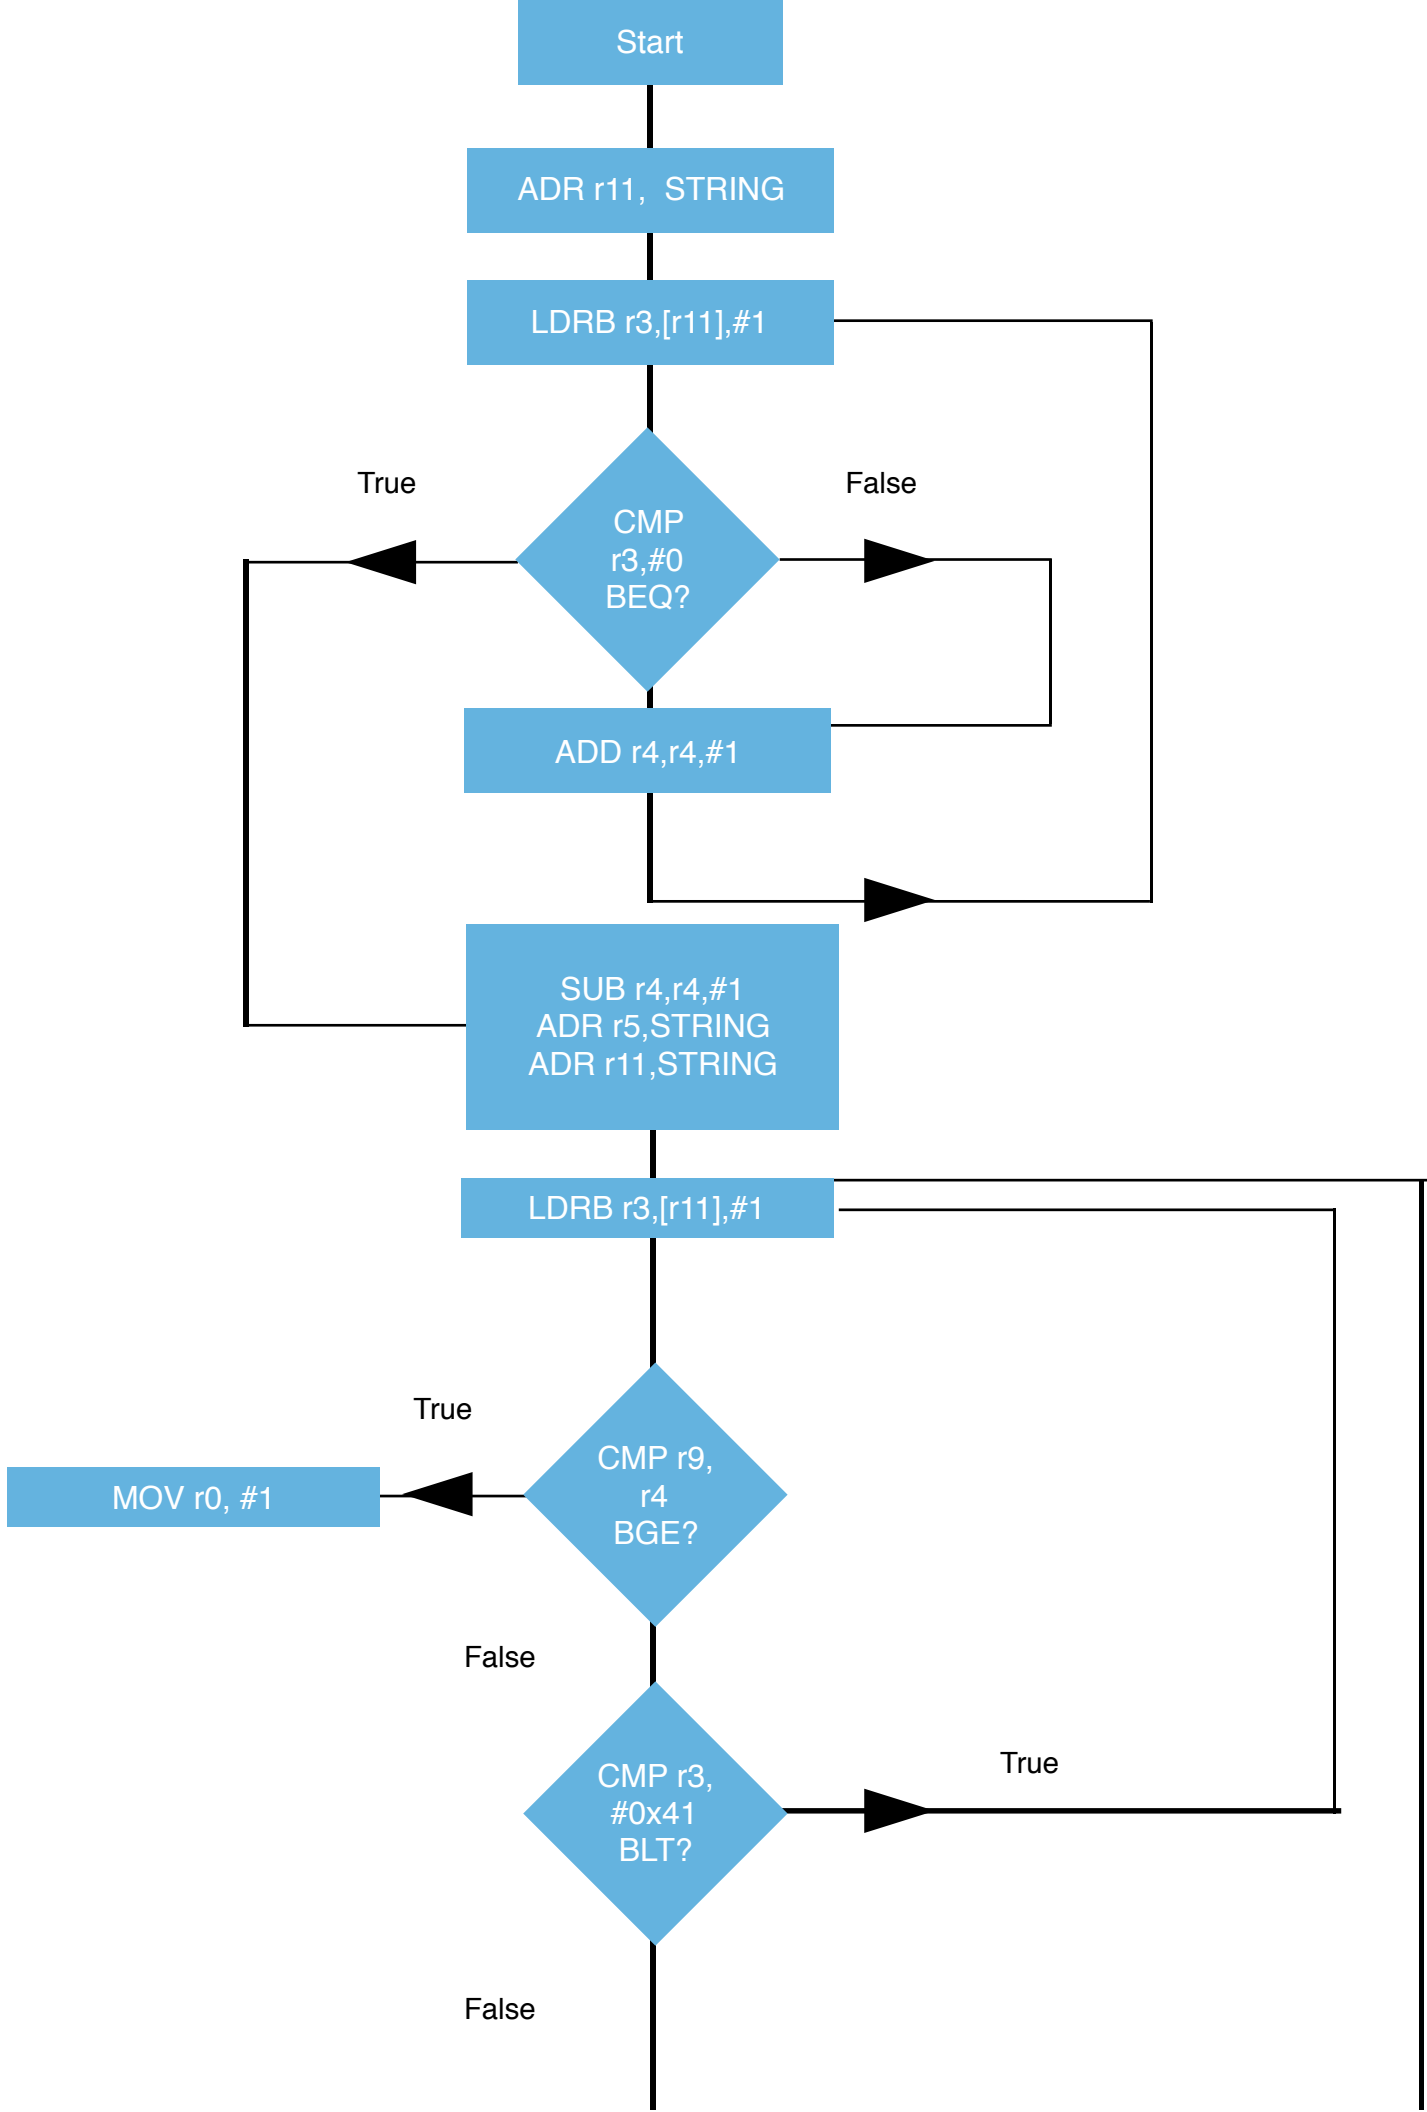 Start
ADR r11, STRING
LDRB r3,[r11],#1
True
False
CMP
r3,#0
BEQ?
ADD r4,r4,#1
SUB r4,r4,#1
ADR r5,STRING
ADR r11,STRING
LDRB r3,[r11],#1
True
CMP r9,
r4
BGE?
MOV r0, #1
False
True
CMP r3,
#0x41
BLT?
False